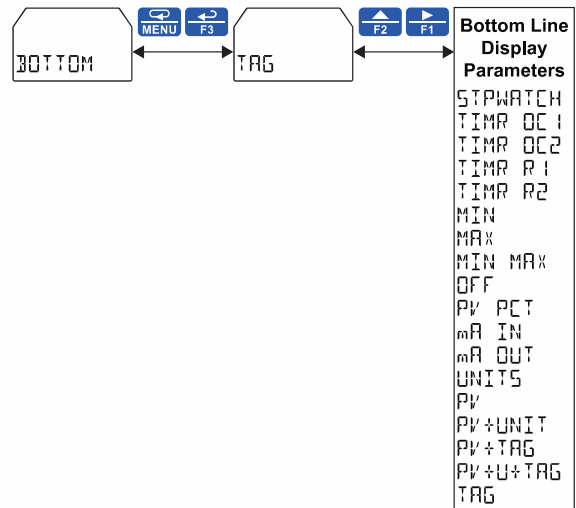 MENU F3 F2 F1
BOTTOM
TAG
Bottom Line
Display
Parameters
STPWATCH
TIMR OC1
TIMR OC2
TIMR R1
TIMR R2
MIN
MAX
MIN MAX
OFF
PV PCT
mA IN
mA OUT
UNITS
PV
PV+UNIT
PV+TAG
PV+U+TAG
TAG